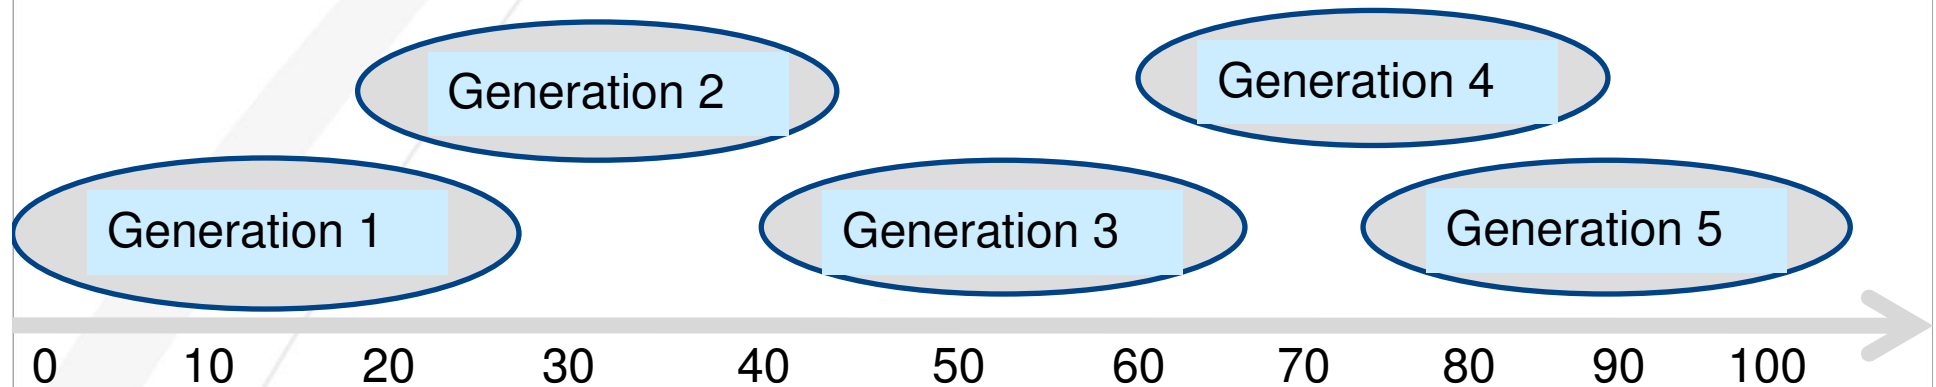 Generation 2
Generation 4
Generation 1
Generation 3
Generation 5
0 10 20 30 40 50 60 70 80 90 100